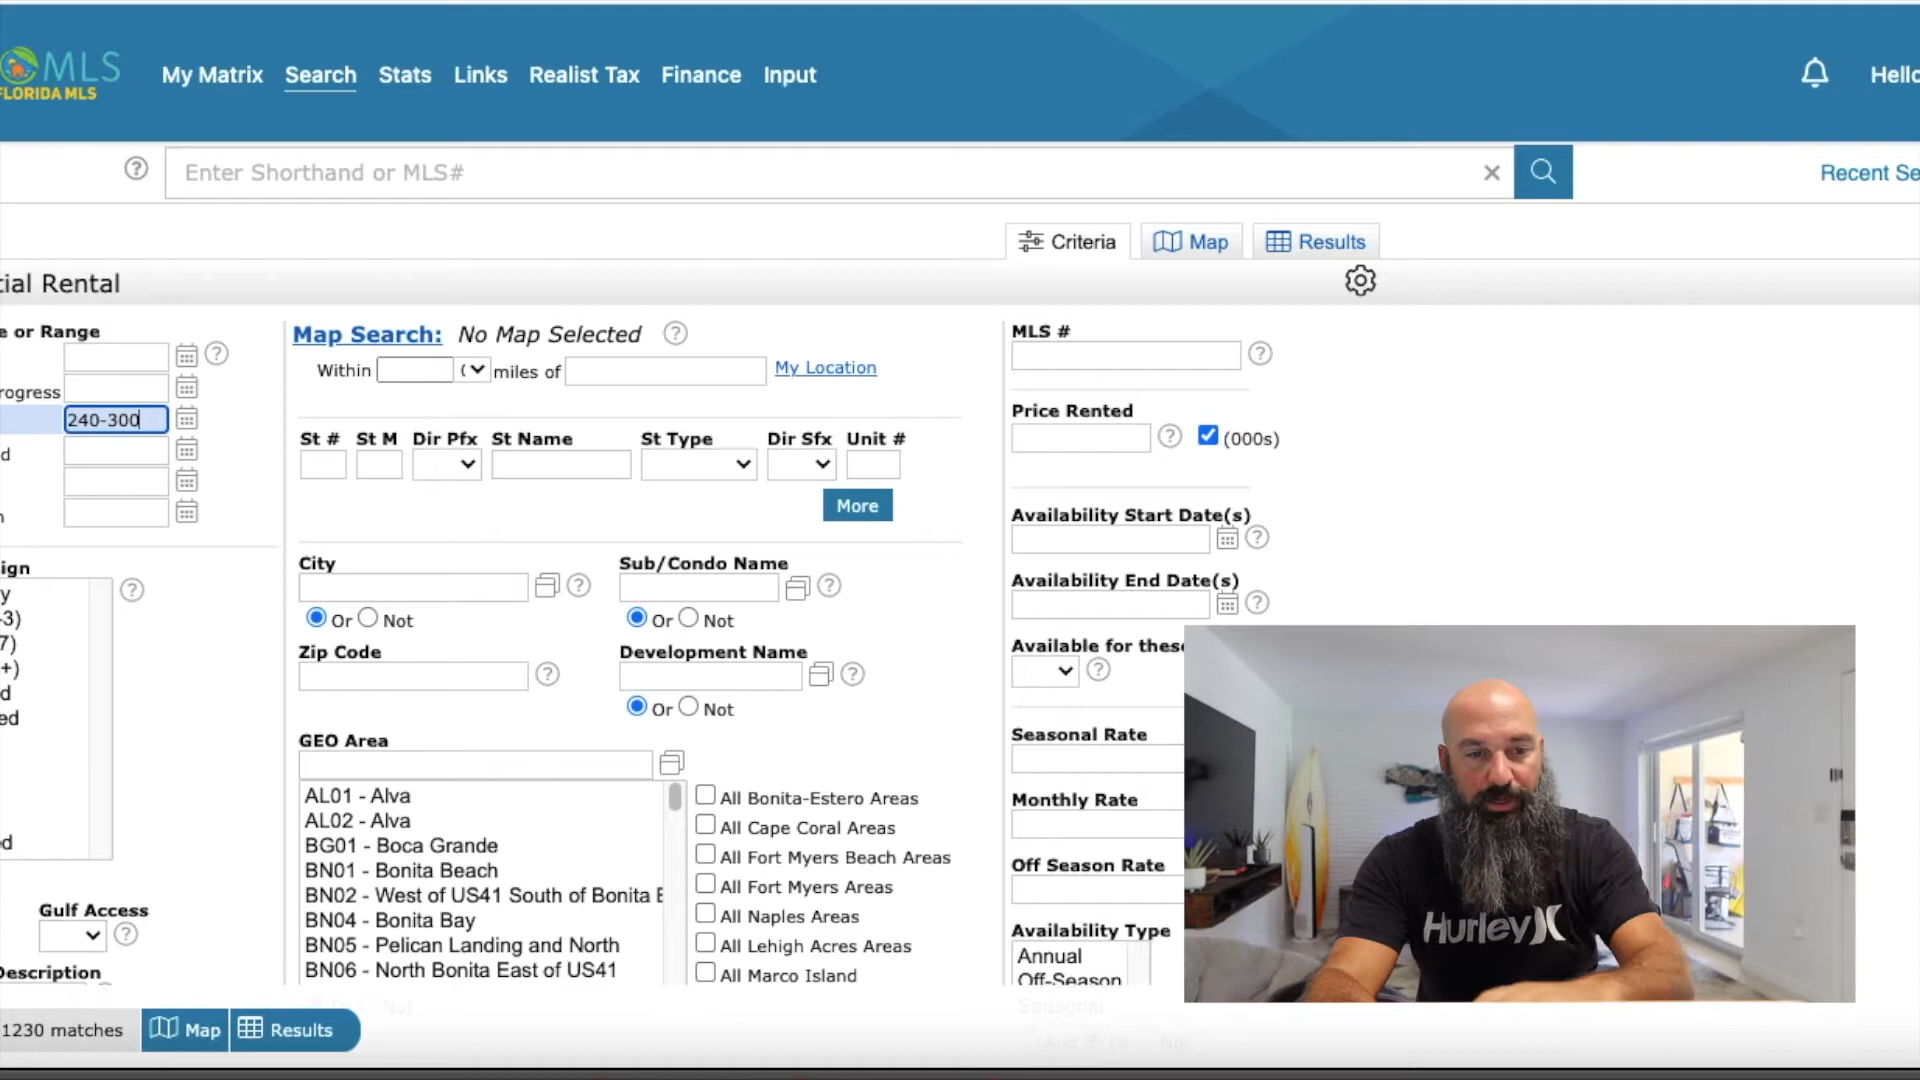 MLS
FLORIDA MLS
My Matrix
Search
Stats
Links
Realist Tax
Finance
Input
Hello
Enter Shorthand or MLS#
Recent Se
Criteria
Map
Results
ial Rental
e or Range
rogress
240-300
d
n
ign
y
-3)
7)
+)
d
ed
d
Gulf Access
Description
Map Search: No Map Selected
Within
miles of
My Location
St # St M Dir Pfx St Name St Type Dir Sfx Unit #
More
City
Or Not
Sub/Condo Name
Or Not
Zip Code
Development Name
Or Not
GEO Area
AL01 - Alva
AL02 - Alva
BG01 - Boca Grande
BN01 - Bonita Beach
BN02 - West of US41 South of Bonita B
BN04 - Bonita Bay
BN05 - Pelican Landing and North
BN06 - North Bonita East of US41
All Bonita-Estero Areas
All Cape Coral Areas
All Fort Myers Beach Areas
All Fort Myers Areas
All Naples Areas
All Lehigh Acres Areas
All Marco Island
MLS #
Price Rented
(000s)
Availability Start Date(s)
Availability End Date(s)
Available for these
Seasonal Rate
Monthly Rate
Off Season Rate
Availability Type
Annual
Off-Season
Seasonal
Hurley
1230 matches
Map
Results